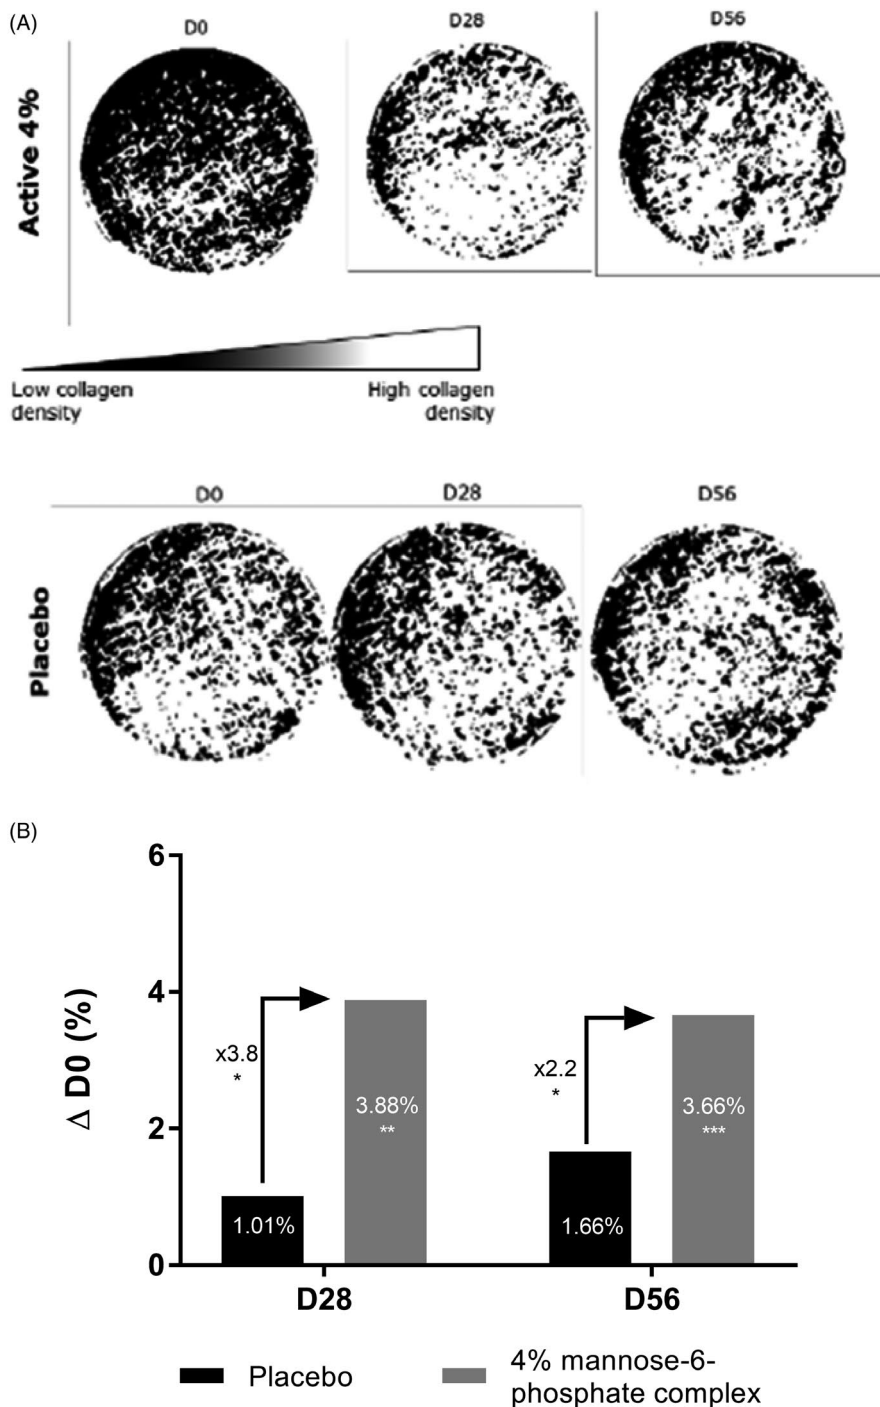 (A)
D0
D28
D56
Active 4%
Low collagen
density
High collagen
density
D0
D28
D56
Placebo
(B)
Δ D0 (%)
6
4
2
0
x3.8
*
1.01%
3.88%
**
x2.2
*
1.66%
3.66%
***
D28
D56
Placebo
4% mannose-6-
phosphate complex